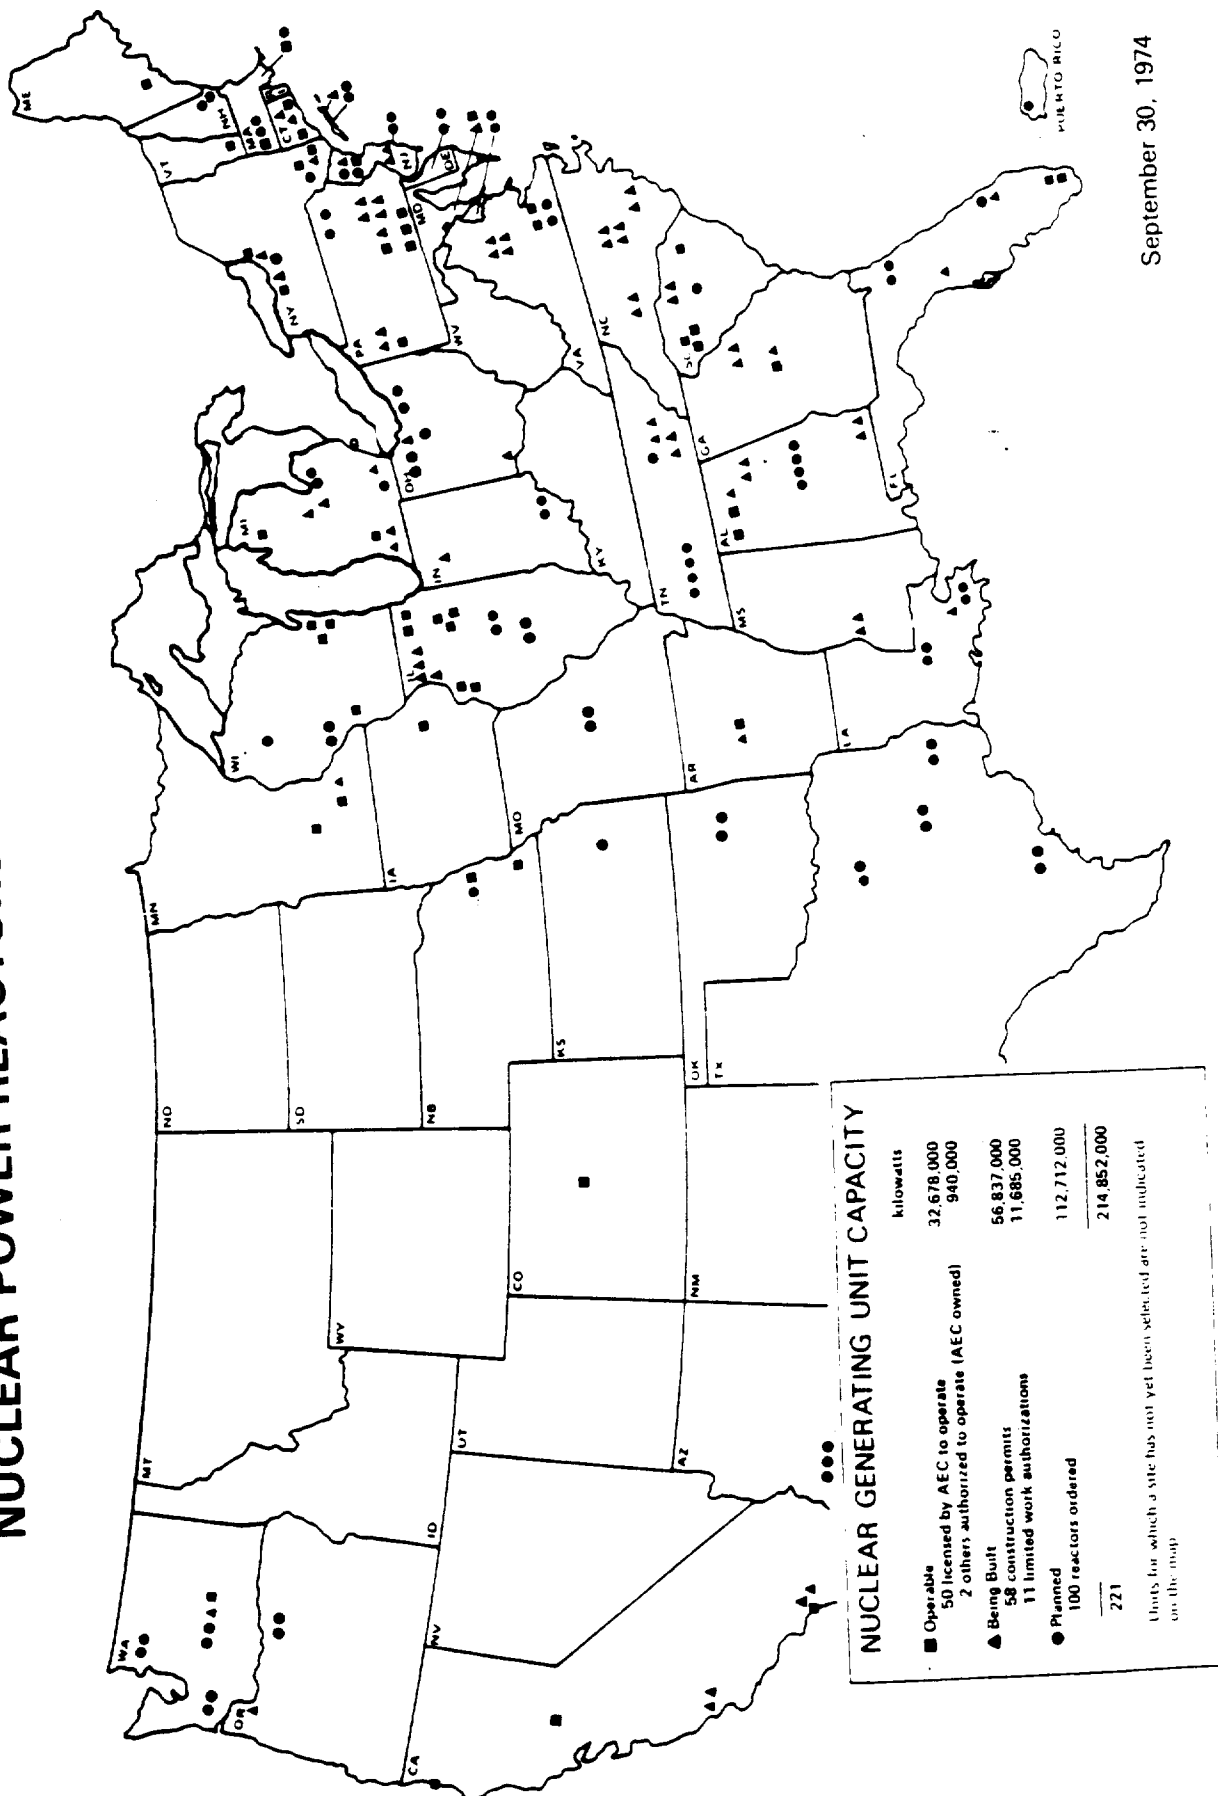 NUCLEAR POWER REACTORS
WA
MT
ND
MN
WI
MI
NY
VT
ME
NH
MA
CT
R
I
OR
ID
SD
WY
NB
IA
IL
IN
OH
PA
NJ
DE
MD
WV
VA
CA
NV
UT
CO
KS
MO
KY
TN
NC
SC
AZ
NM
OK
TX
AR
LA
MS
AL
GA
FL
PUERTO RICO
NUCLEAR GENERATING UNIT CAPACITY
kilowatts
■ Operable
50 licensed by AEC to operate 32,678,000
2 others authorized to operate (AEC owned) 940,000
▲ Being Built
58 construction permits 56,837,000
11 limited work authorizations 11,685,000
● Planned
100 reactors ordered 112,712,000
221 214,852,000
Units for which a site has not yet been selected are not indicated
on the map
September 30, 1974